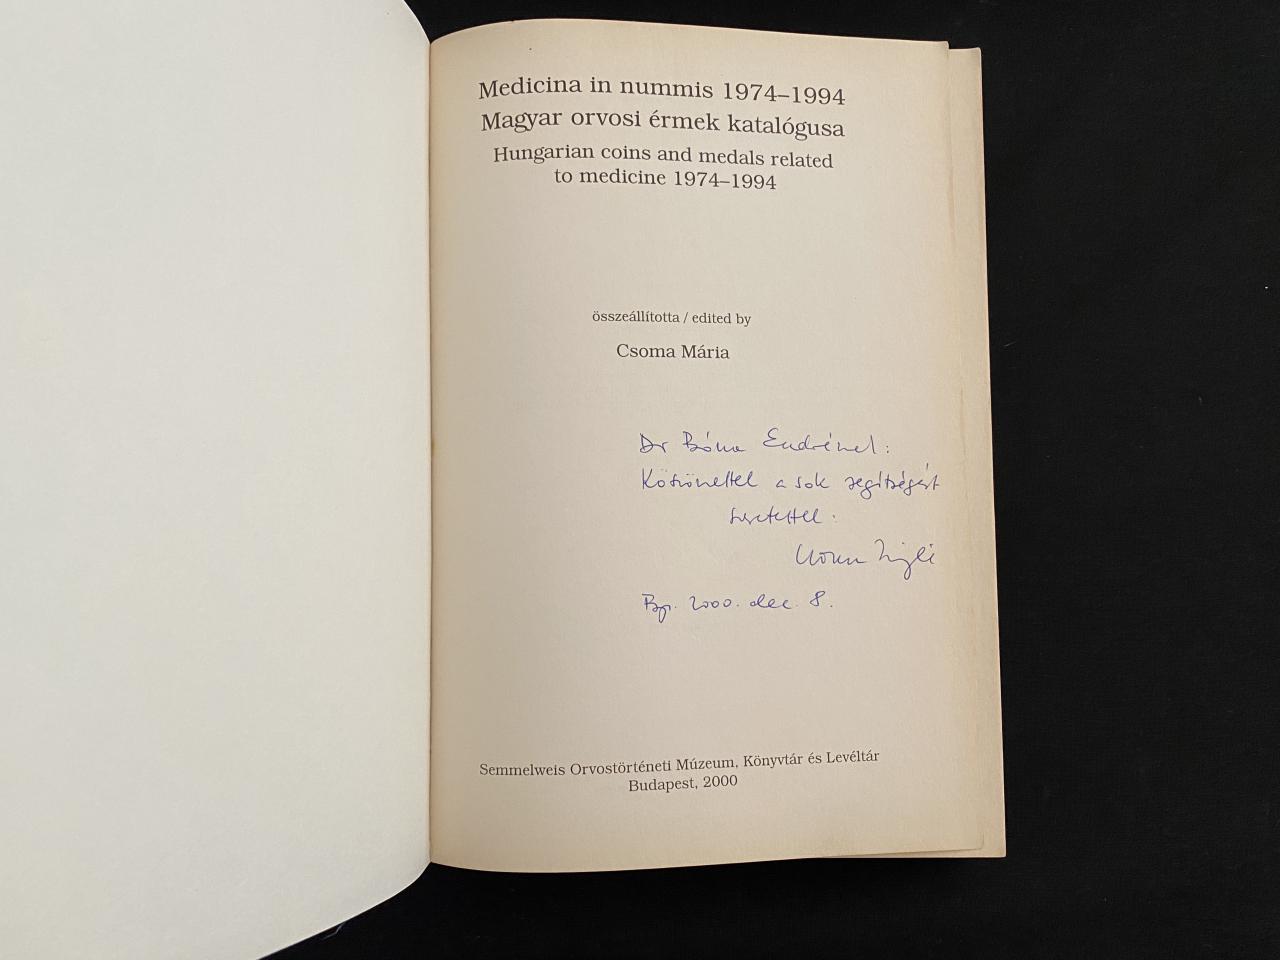 Medicina in nummis 1974–1994
Magyar orvosi érmek katalógusa
Hungarian coins and medals related
to medicine 1974–1994
összeállította / edited by
Csoma Mária
Dr Bóna Endrének:
Köszönettel a sok segítségért
szeretettel:
Bp. 2000. dec. 8.
Semmelweis Orvostörténeti Múzeum, Könyvtár és Levéltár
Budapest, 2000